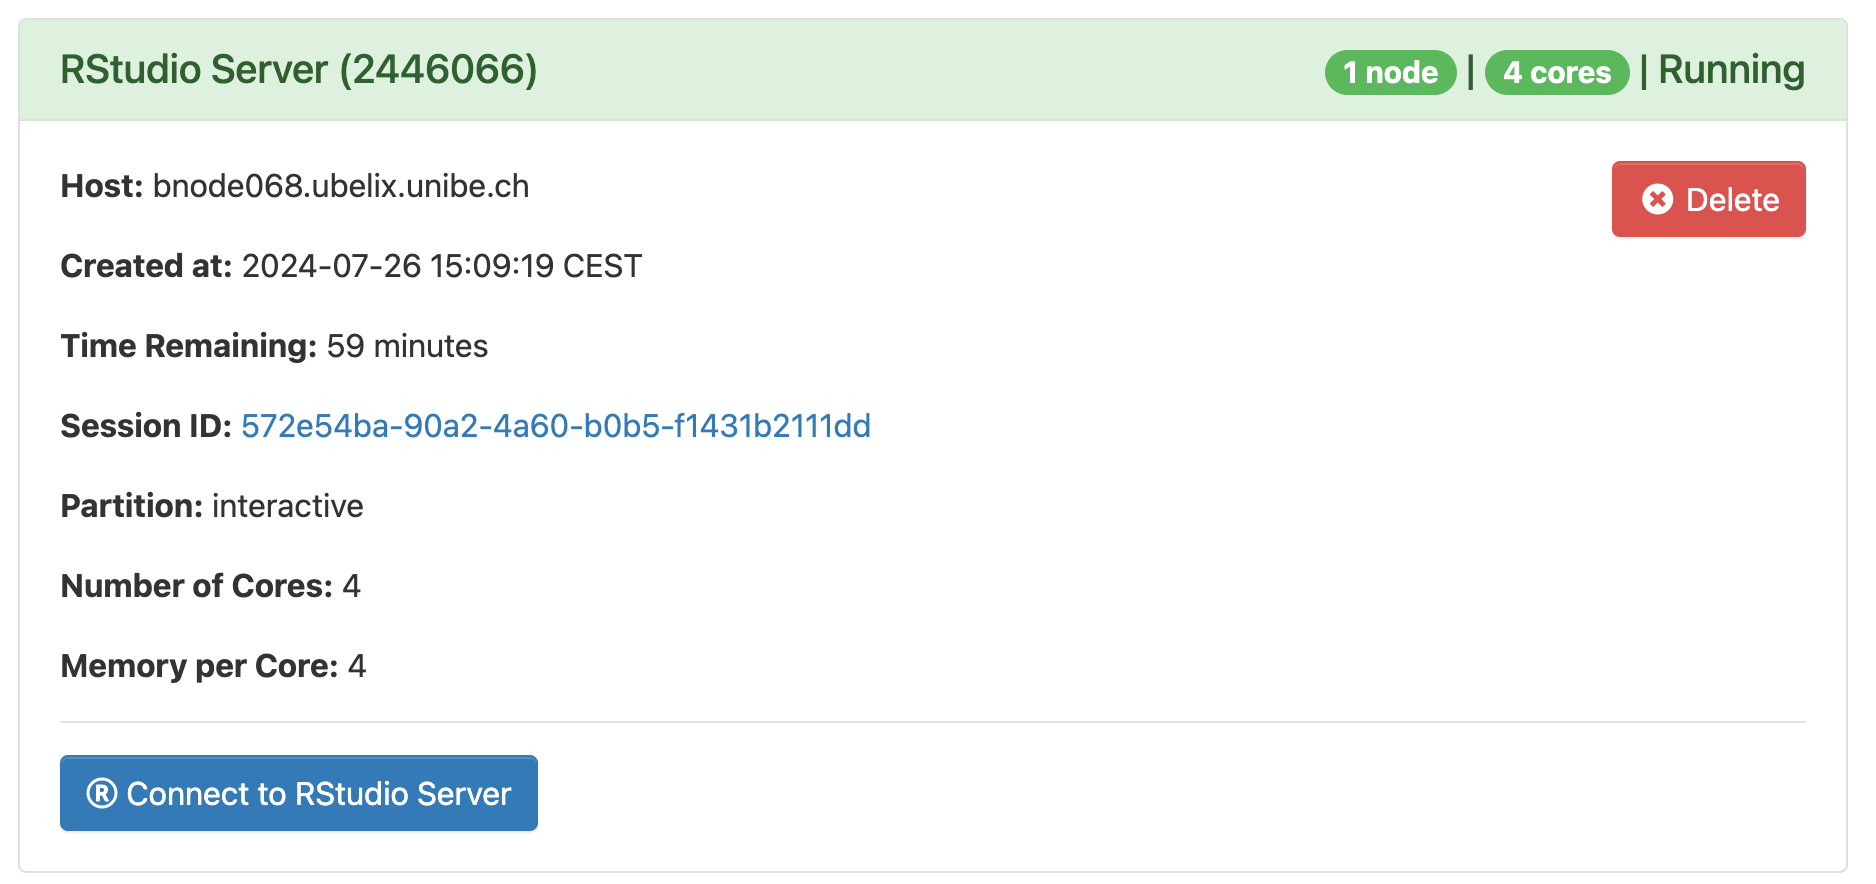 RStudio Server (2446066) 1 node | 4 cores | Running
Host: bnode068.ubelix.unibe.ch
Delete
Created at: 2024-07-26 15:09:19 CEST
Time Remaining: 59 minutes
Session ID: 572e54ba-90a2-4a60-b0b5-f1431b2111dd
Partition: interactive
Number of Cores: 4
Memory per Core: 4
® Connect to RStudio Server